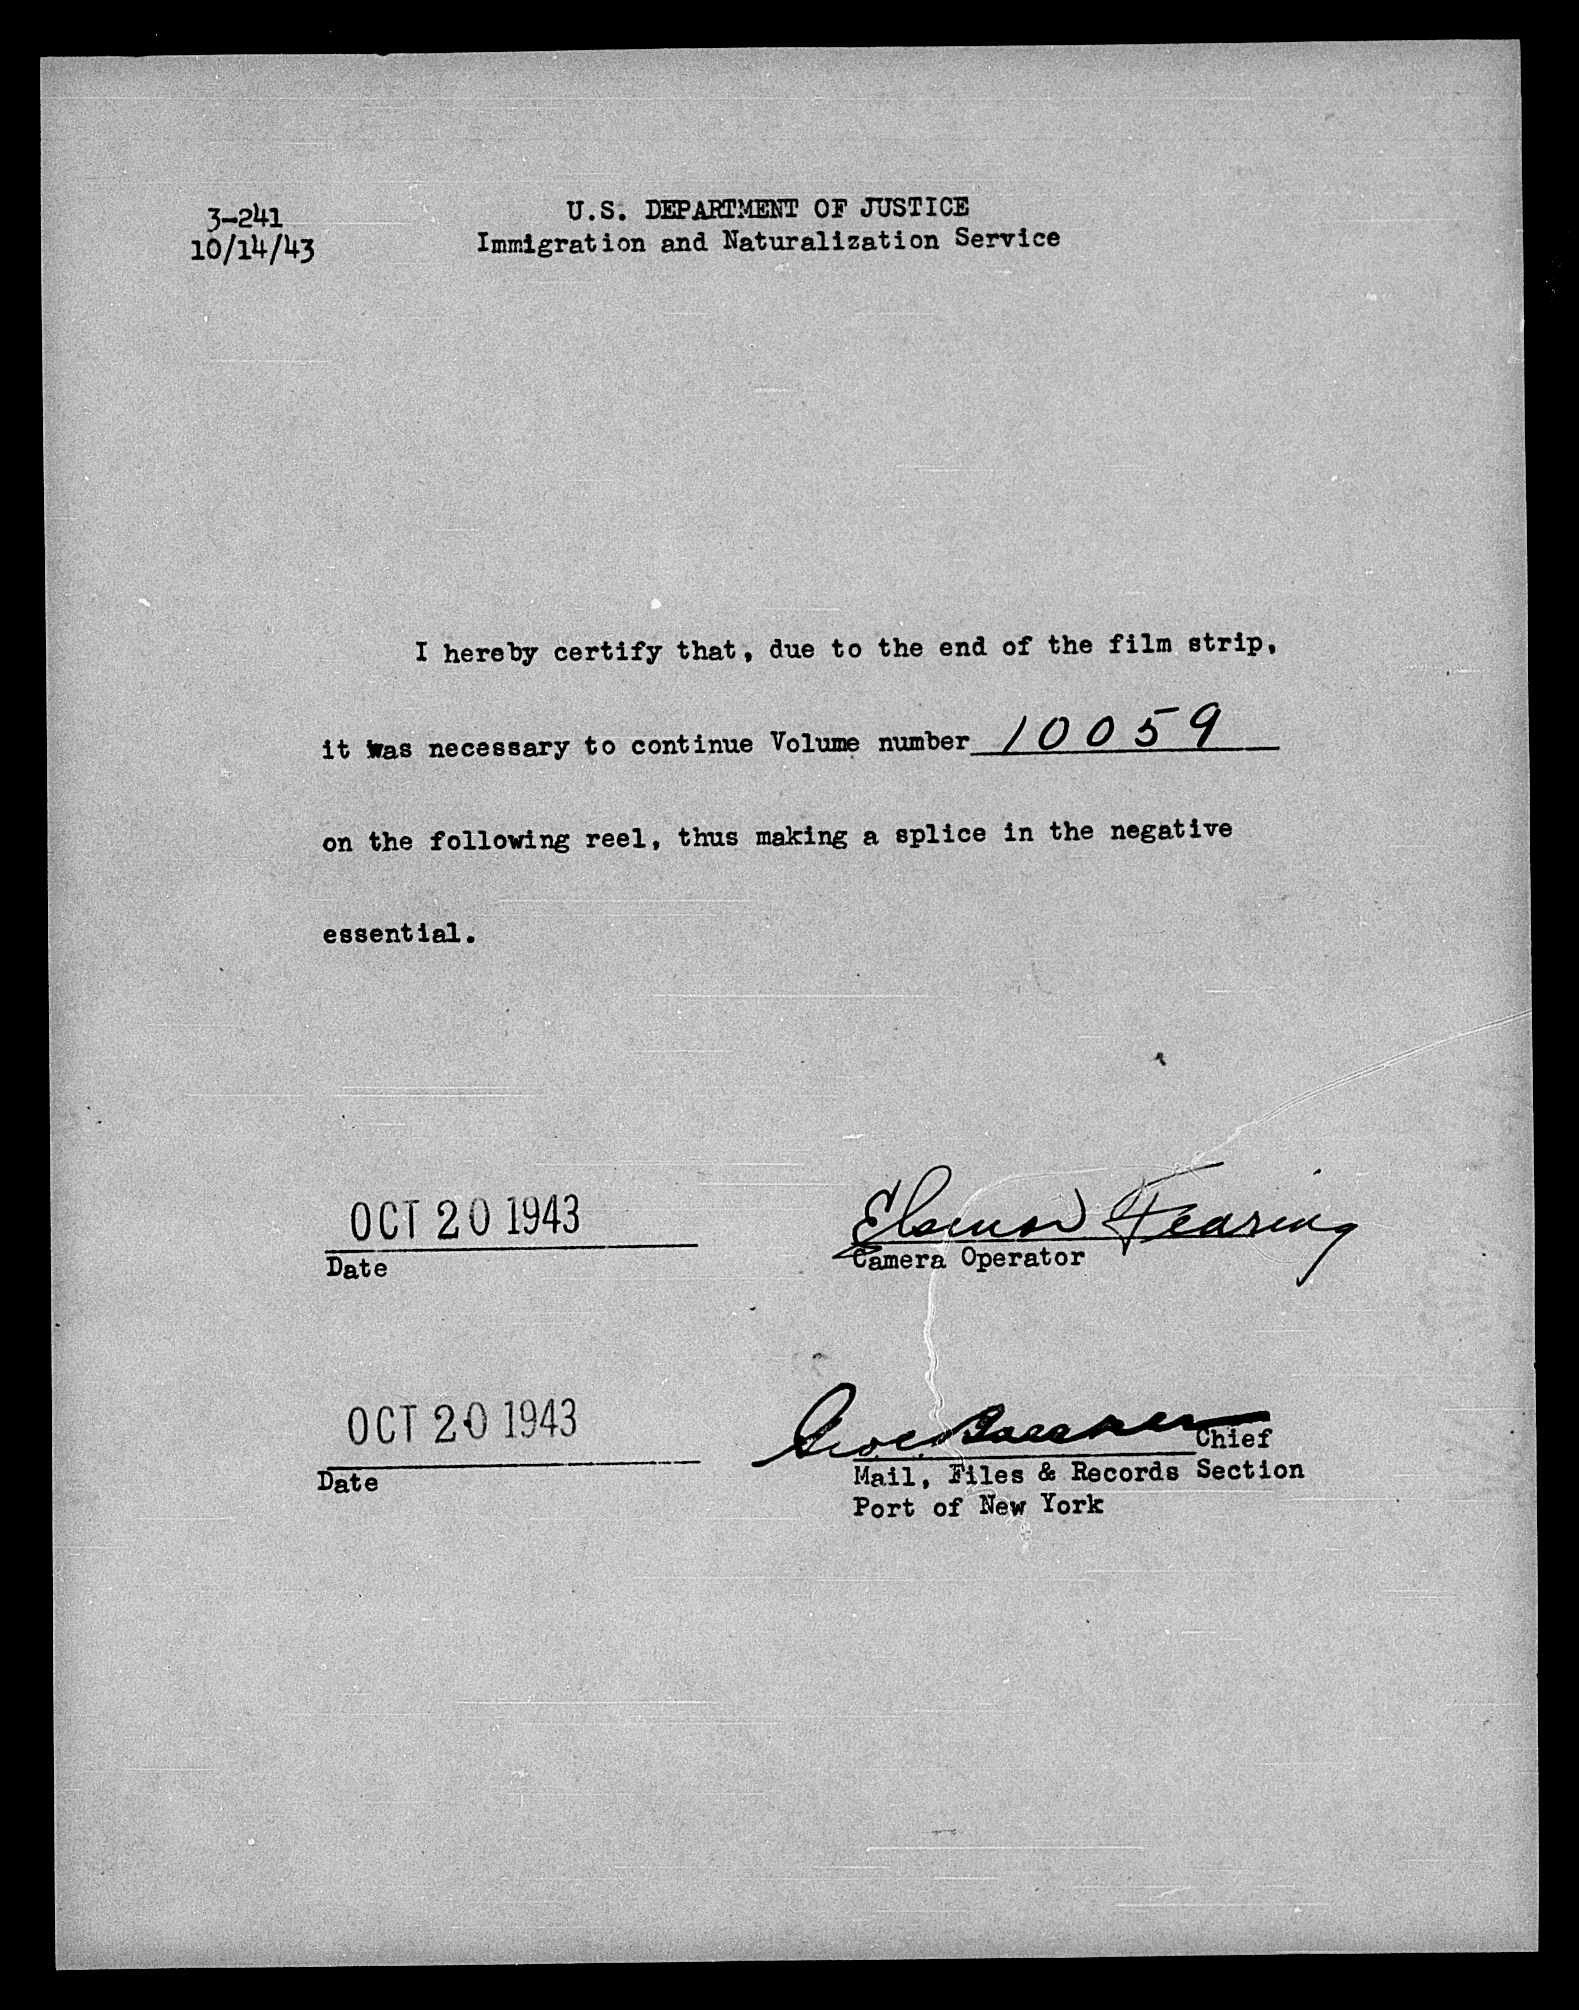 3-241
10/14/43
U.S. DEPARTMENT OF JUSTICE
Immigration and Naturalization Service
I hereby certify that, due to the end of the film strip,
it was necessary to continue Volume number 10059
on the following reel, thus making a splice in the negative
essential.
OCT 20 1943
Date
Fearing
Camera Operator
OCT 20 1943
Date
Chief
Mail, Files & Records Section
Port of New York